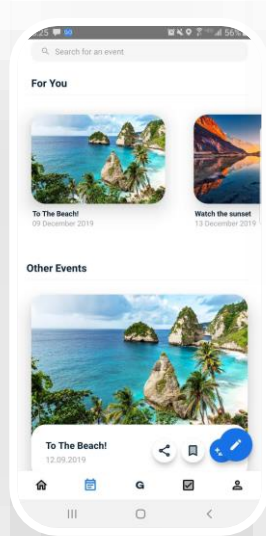 56%
Search for an event
For You
To The Beach!
09 December 2019
Watch the sunset
13 December 2019
Other Events
To The Beach!
12.09.2019
G